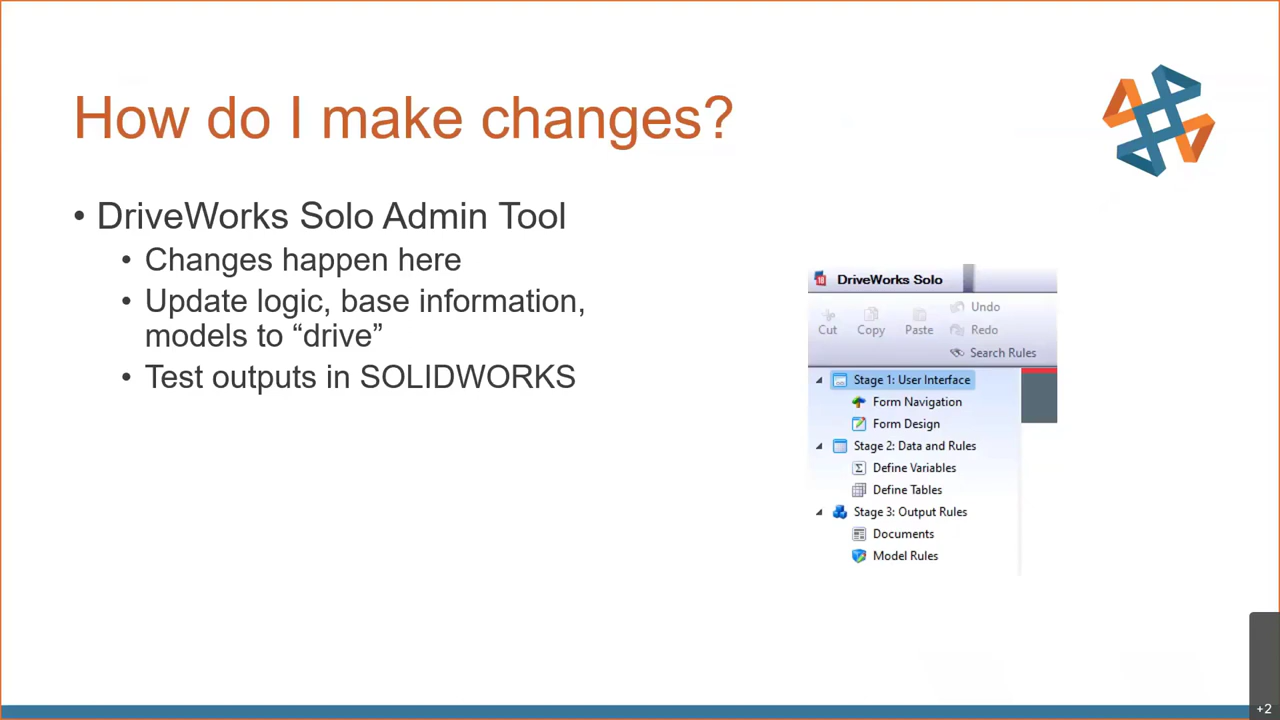 How do I make changes?
• DriveWorks Solo Admin Tool
• Changes happen here
• Update logic, base information,
models to “drive”
• Test outputs in SOLIDWORKS
DriveWorks Solo
Cut
Copy
Paste
Undo
Redo
Search Rules
Stage 1: User Interface
Form Navigation
Form Design
Stage 2: Data and Rules
Define Variables
Define Tables
Stage 3: Output Rules
Documents
Model Rules
+2